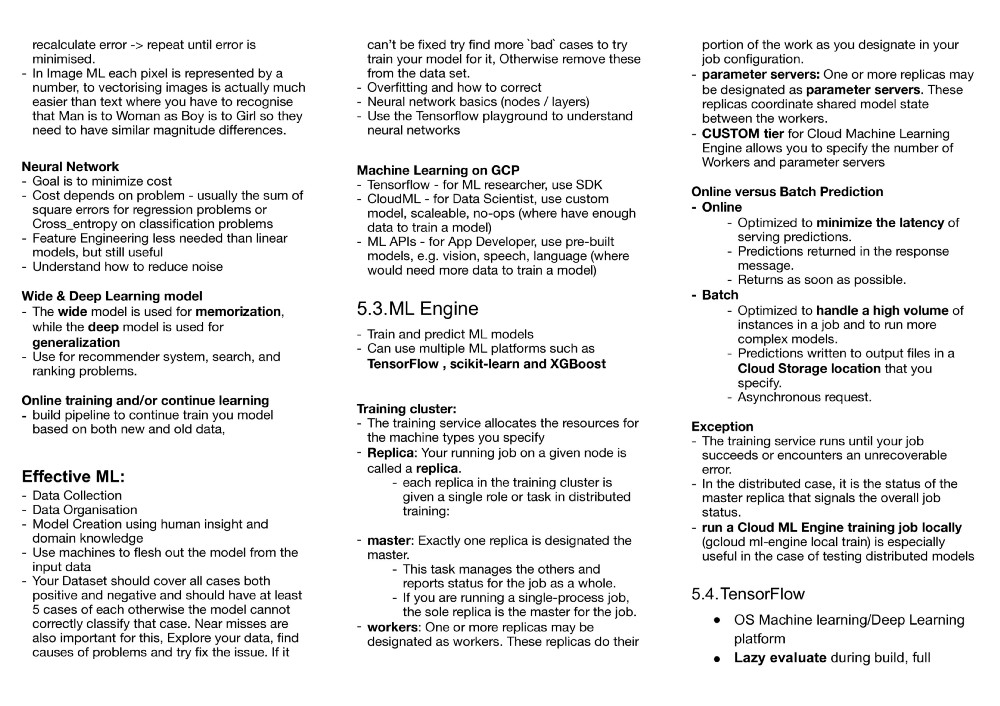 recalculate error -> repeat until error is
minimised.
- In Image ML each pixel is represented by a
number, to vectorising images is actually much
easier than text where you have to recognise
that Man is to Woman as Boy is to Girl so they
need to have similar magnitude differences.
Neural Network
- Goal is to minimize cost
- Cost depends on problem - usually the sum of
square errors for regression problems or
Cross_entropy on classification problems
- Feature Engineering less needed than linear
models, but still useful
- Understand how to reduce noise
Wide & Deep Learning model
- The wide model is used for memorization,
while the deep model is used for
generalization
- Use for recommender system, search, and
ranking problems.
Online training and/or continue learning
- build pipeline to continue train you model
based on both new and old data,
Effective ML:
- Data Collection
- Data Organisation
- Model Creation using human insight and
domain knowledge
- Use machines to flesh out the model from the
input data
- Your Dataset should cover all cases both
positive and negative and should have at least
5 cases of each otherwise the model cannot
correctly classify that case. Near misses are
also important for this, Explore your data, find
causes of problems and try fix the issue. If it
can't be fixed try find more `bad` cases to try
train your model for it, Otherwise remove these
from the data set.
- Overfitting and how to correct
- Neural network basics (nodes / layers)
- Use the Tensorflow playground to understand
neural networks
Machine Learning on GCP
- Tensorflow - for ML researcher, use SDK
- CloudML - for Data Scientist, use custom
model, scaleable, no-ops (where have enough
data to train a model)
- ML APIs - for App Developer, use pre-built
models, e.g. vision, speech, language (where
would need more data to train a model)
5.3.ML Engine
- Train and predict ML models
- Can use multiple ML platforms such as
TensorFlow , scikit-learn and XGBoost
Training cluster:
- The training service allocates the resources for
the machine types you specify
- Replica: Your running job on a given node is
called a replica.
- each replica in the training cluster is
given a single role or task in distributed
training:
- master: Exactly one replica is designated the
master.
- This task manages the others and
reports status for the job as a whole.
- If you are running a single-process job,
the sole replica is the master for the job.
- workers: One or more replicas may be
designated as workers. These replicas do their
portion of the work as you designate in your
job configuration.
- parameter servers: One or more replicas may
be designated as parameter servers. These
replicas coordinate shared model state
between the workers.
- CUSTOM tier for Cloud Machine Learning
Engine allows you to specify the number of
Workers and parameter servers
Online versus Batch Prediction
- Online
- Optimized to minimize the latency of
serving predictions.
- Predictions returned in the response
message.
- Returns as soon as possible.
- Batch
- Optimized to handle a high volume of
instances in a job and to run more
complex models.
- Predictions written to output files in a
Cloud Storage location that you
specify.
- Asynchronous request.
Exception
- The training service runs until your job
succeeds or encounters an unrecoverable
error.
- In the distributed case, it is the status of the
master replica that signals the overall job
status.
- run a Cloud ML Engine training job locally
(gcloud ml-engine local train) is especially
useful in the case of testing distributed models
5.4.TensorFlow
● OS Machine learning/Deep Learning
platform
● Lazy evaluate during build, full